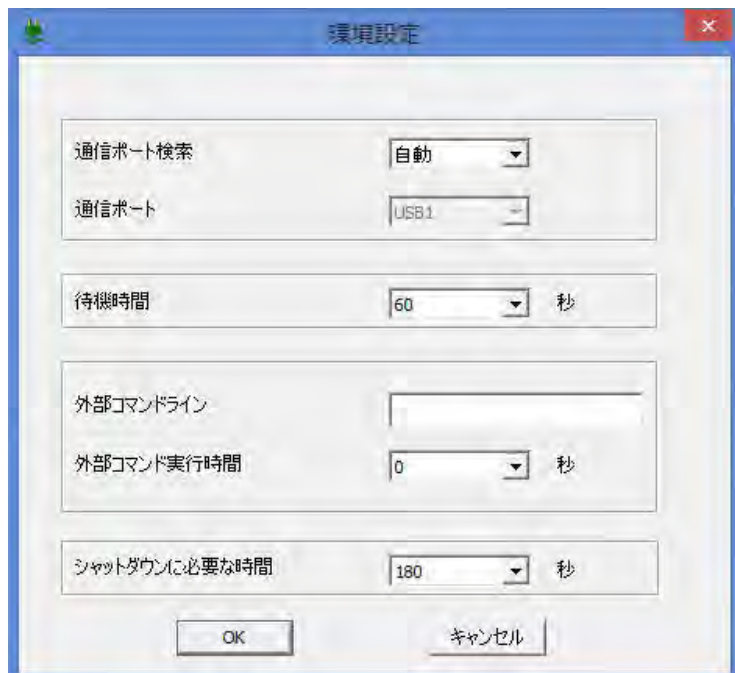 環境設定
通信ポート検索 自動
通信ポート USB1
待機時間 60 秒
外部コマンドライン
外部コマンド実行時間 0 秒
シャットダウンに必要な時間 180 秒
OK キャンセル